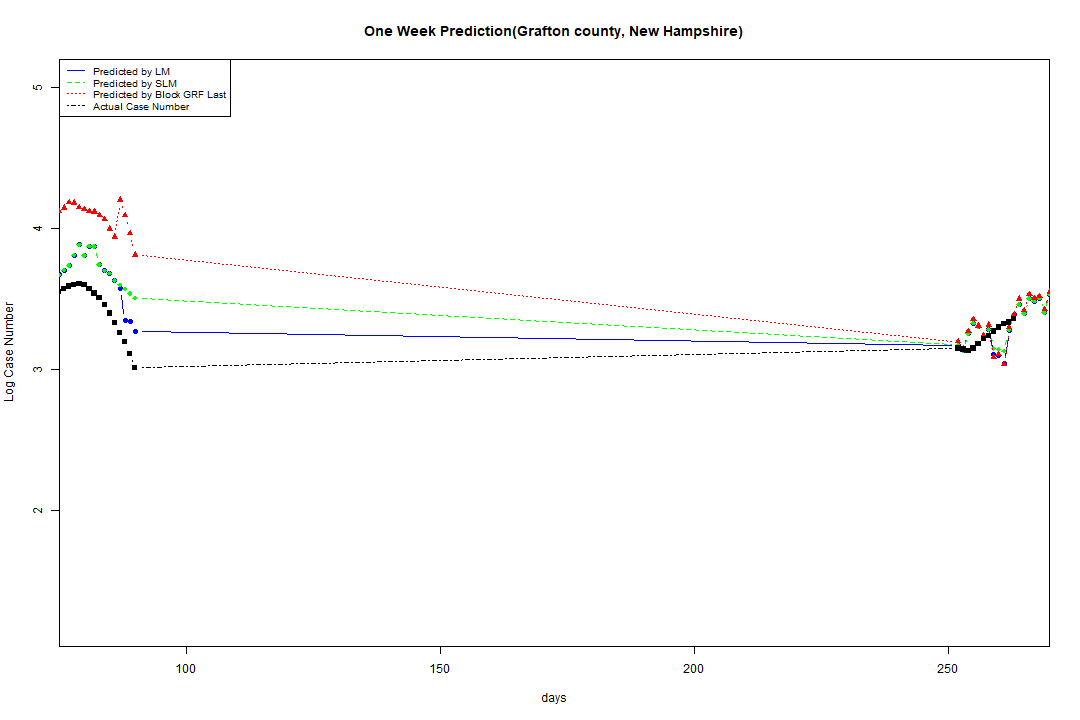 One Week Prediction(Grafton county, New Hampshire)
Predicted by LM
Predicted by SLM
Predicted by Block GRF Last
Actual Case Number
5
4
3
2
Log Case Number
100 150 200 250
days